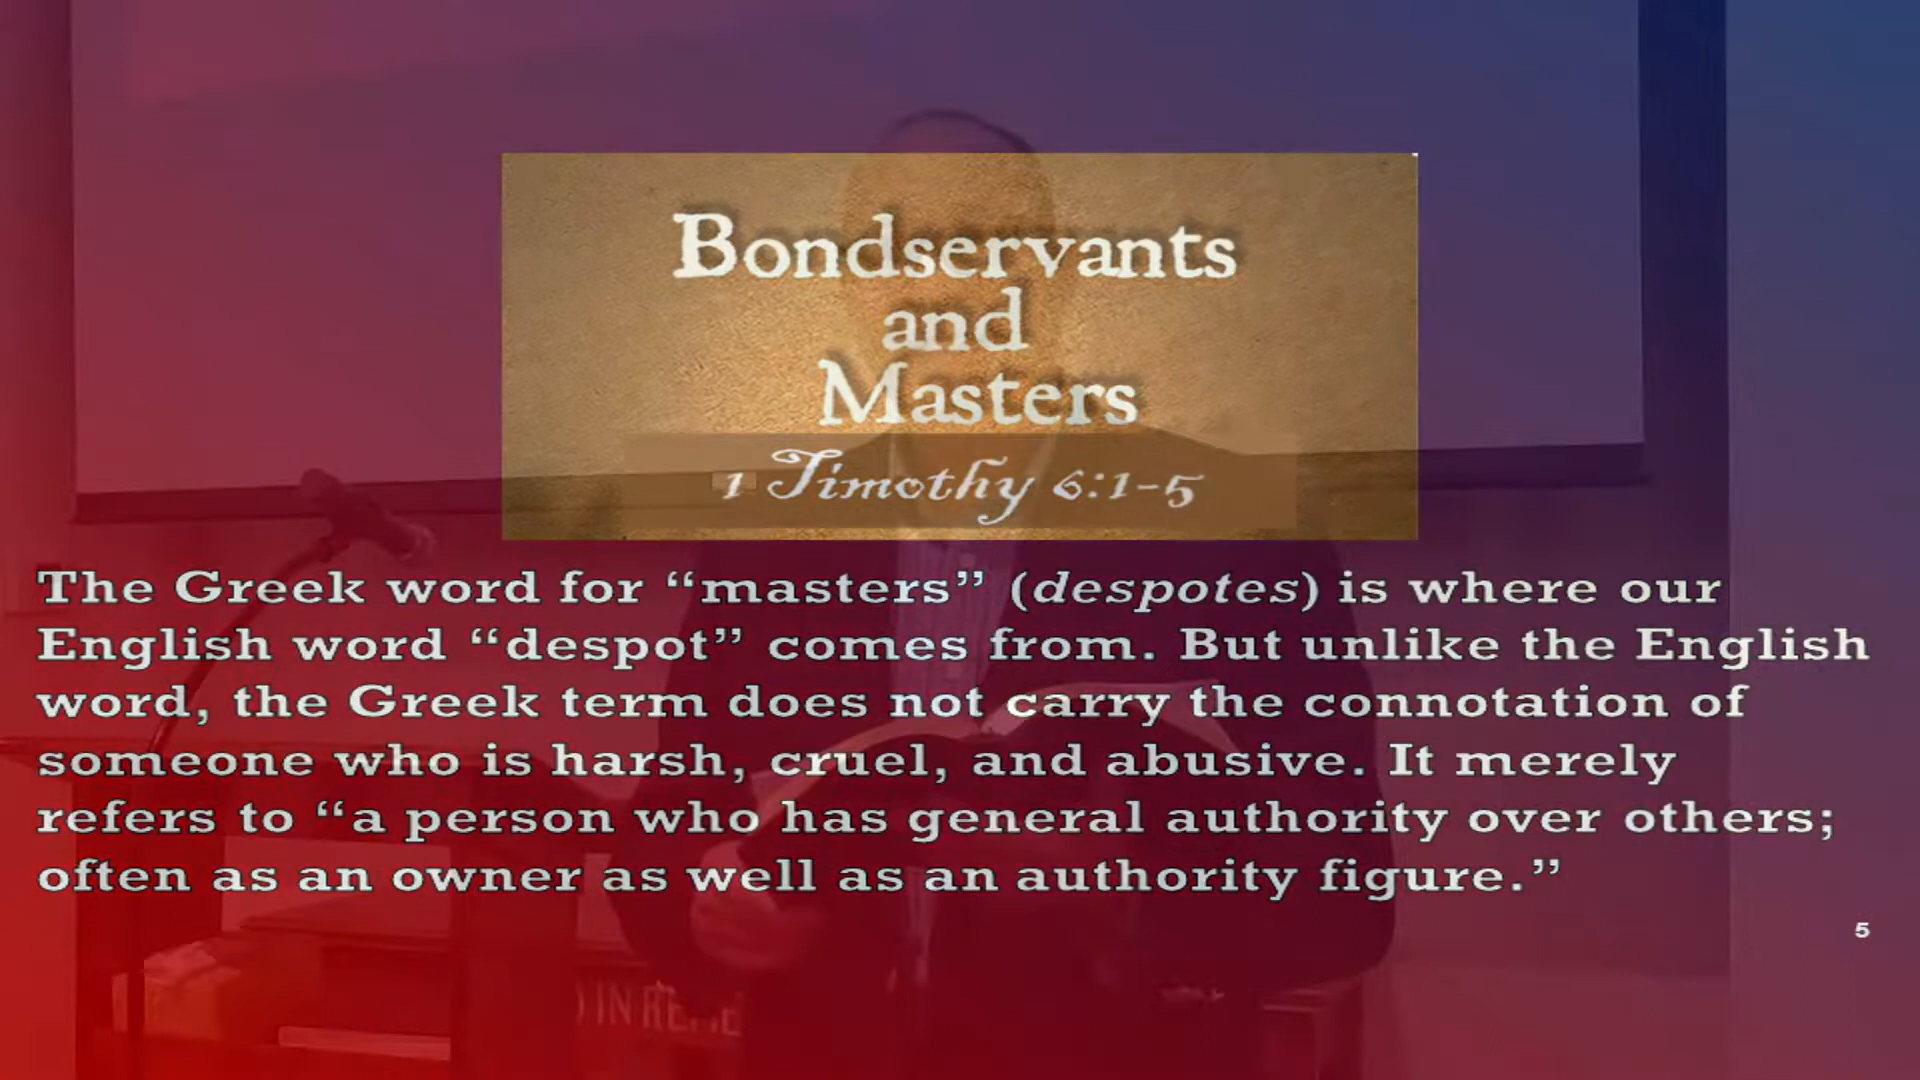 Bondservants
and
Masters
1 Timothy 6:1-5
The Greek word for “masters” (despotes) is where our
English word “despot” comes from. But unlike the English
word, the Greek term does not carry the connotation of
someone who is harsh, cruel, and abusive. It merely
refers to “a person who has general authority over others;
often as an owner as well as an authority figure.”
5
IN